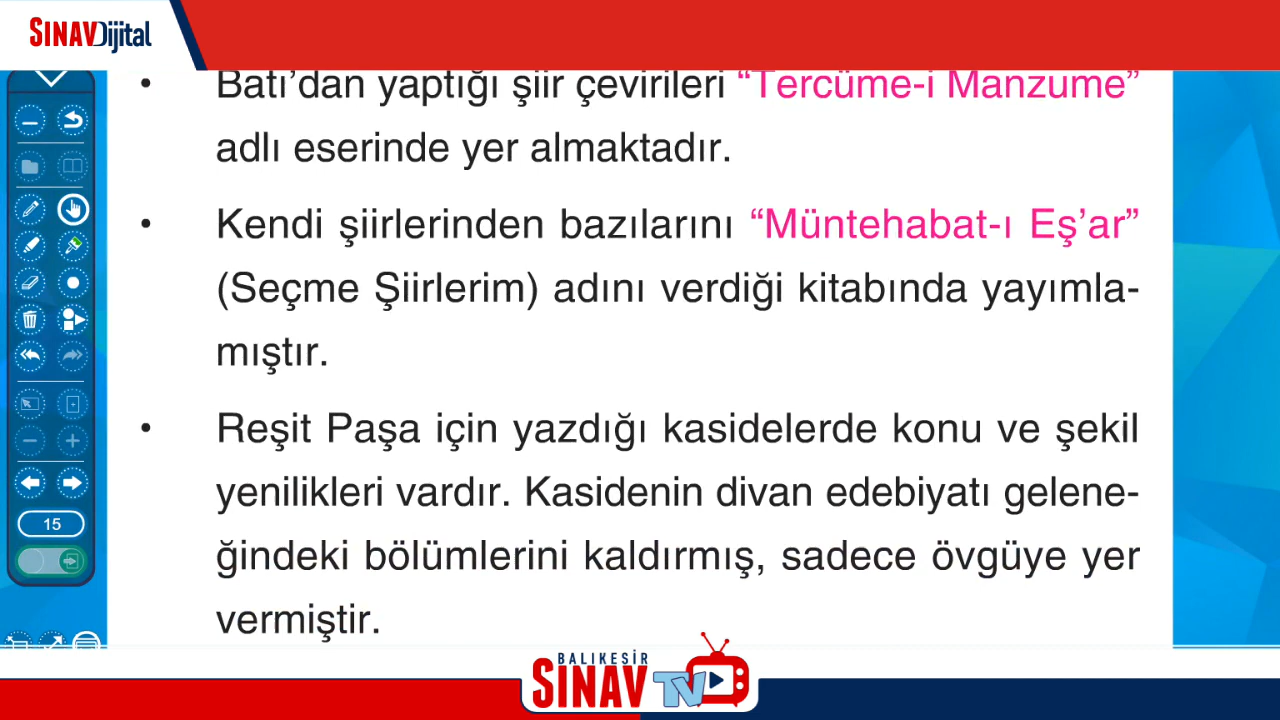 SINAVDijital
• Batı’dan yaptığı şiir çevirileri “Tercüme-i Manzume”
adlı eserinde yer almaktadır.
• Kendi şiirlerinden bazılarını “Müntehabat-ı Eş’ar”
(Seçme Şiirlerim) adını verdiği kitabında yayımla-
mıştır.
• Reşit Paşa için yazdığı kasidelerde konu ve şekil
yenilikleri vardır. Kasidenin divan edebiyatı gelene-
ğindeki bölümlerini kaldırmış, sadece övgüye yer
vermiştir.
15
BALIKESİR
SINAV TV